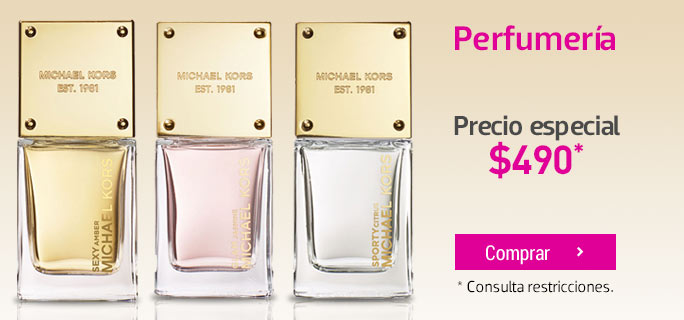 MICHAEL KORS
EST. 1981
MICHAEL KORS
EST. 1981
MICHAEL KORS
EST. 1981
SEXY AMBER
MICHAEL KORS
MICHAEL KORS
SPORTY CITRUS
MICHAEL KORS
Perfumería
Precio especial
$490*
Comprar >
* Consulta restricciones.